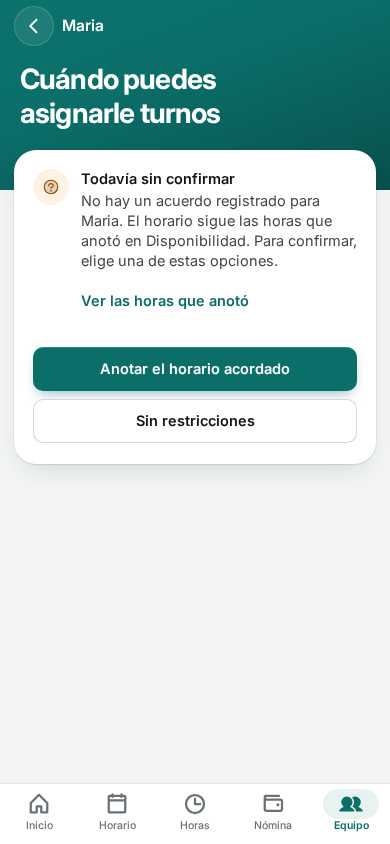 Maria
Cuándo puedes
asignarle turnos
Todavía sin confirmar
No hay un acuerdo registrado para
Maria. El horario sigue las horas que
anotó en Disponibilidad. Para confirmar,
elige una de estas opciones.
Ver las horas que anotó
Anotar el horario acordado
Sin restricciones
Inicio
Horario
Horas
Nómina
Equipo